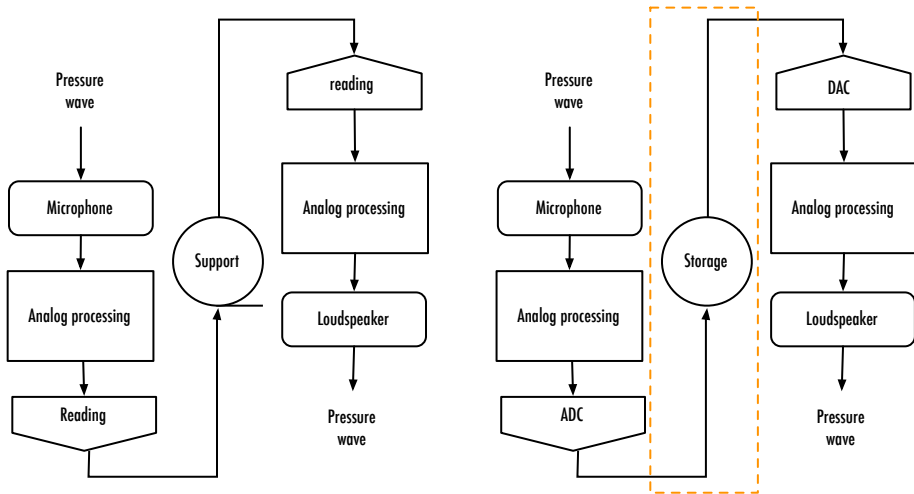 Pressure
wave
Microphone
Analog processing
Reading
Support
reading
Analog processing
Loudspeaker
Pressure
wave
Pressure
wave
Microphone
Analog processing
ADC
Storage
DAC
Analog processing
Loudspeaker
Pressure
wave